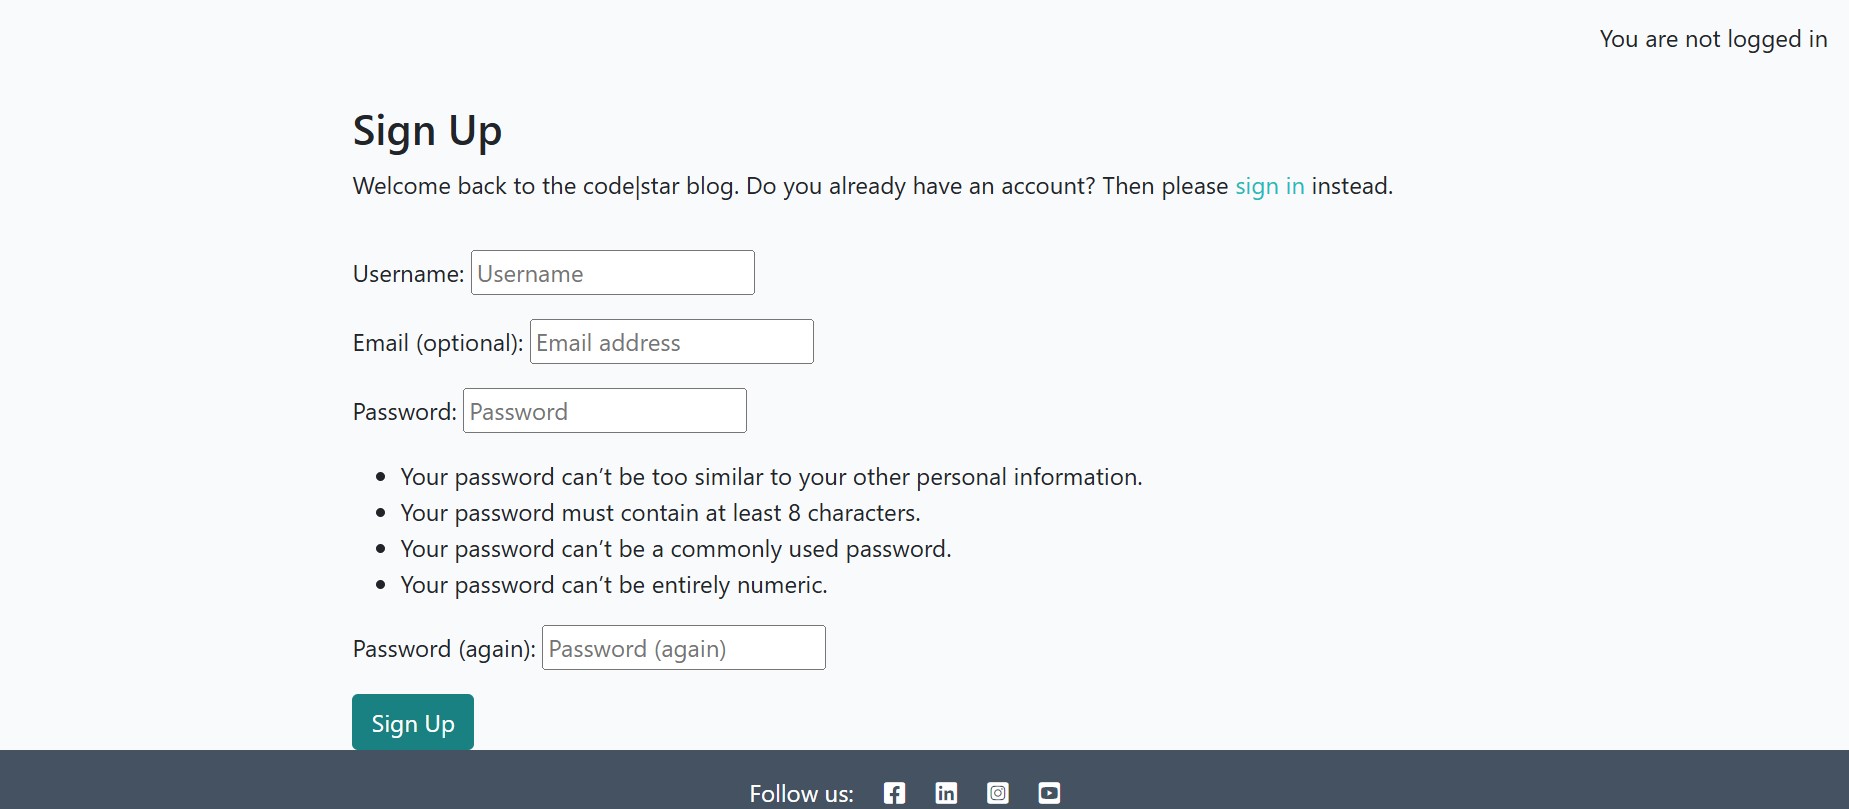 You are not logged in
Sign Up
Welcome back to the code|star blog. Do you already have an account? Then please sign in instead.
Username: Username
Email (optional): Email address
Password: Password
Your password can’t be too similar to your other personal information.
Your password must contain at least 8 characters.
Your password can’t be a commonly used password.
Your password can’t be entirely numeric.
Password (again): Password (again)
Sign Up
Follow us: